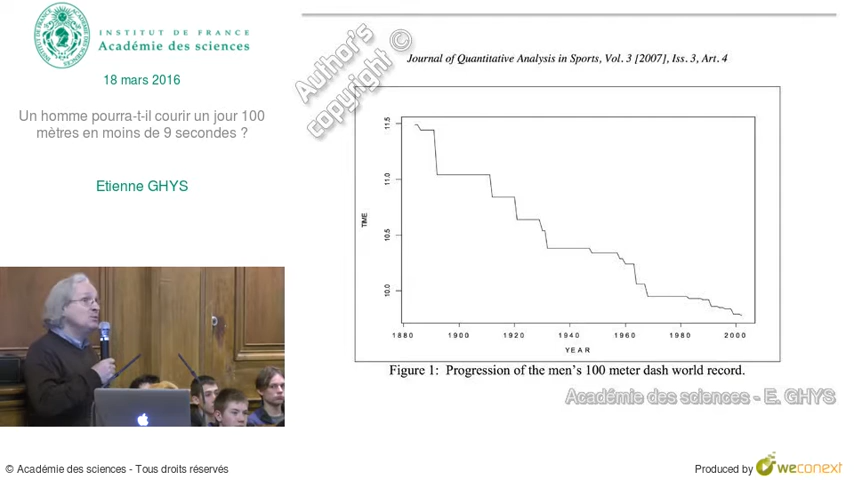 INSTITUT DE FRANCE
Académie des sciences
18 mars 2016
Un homme pourra-t-il courir un jour 100
mètres en moins de 9 secondes ?
Etienne GHYS
Author's
copyright ©
Journal of Quantitative Analysis in Sports, Vol. 3 [2007], Iss. 3, Art. 4
TIME
11.5
11.0
10.5
10.0
1880 1900 1920 1940 1960 1980 2000
YEAR
Figure 1: Progression of the men's 100 meter dash world record.
Académie des sciences - E. GHYS
© Académie des sciences - Tous droits réservés
Produced by weconext